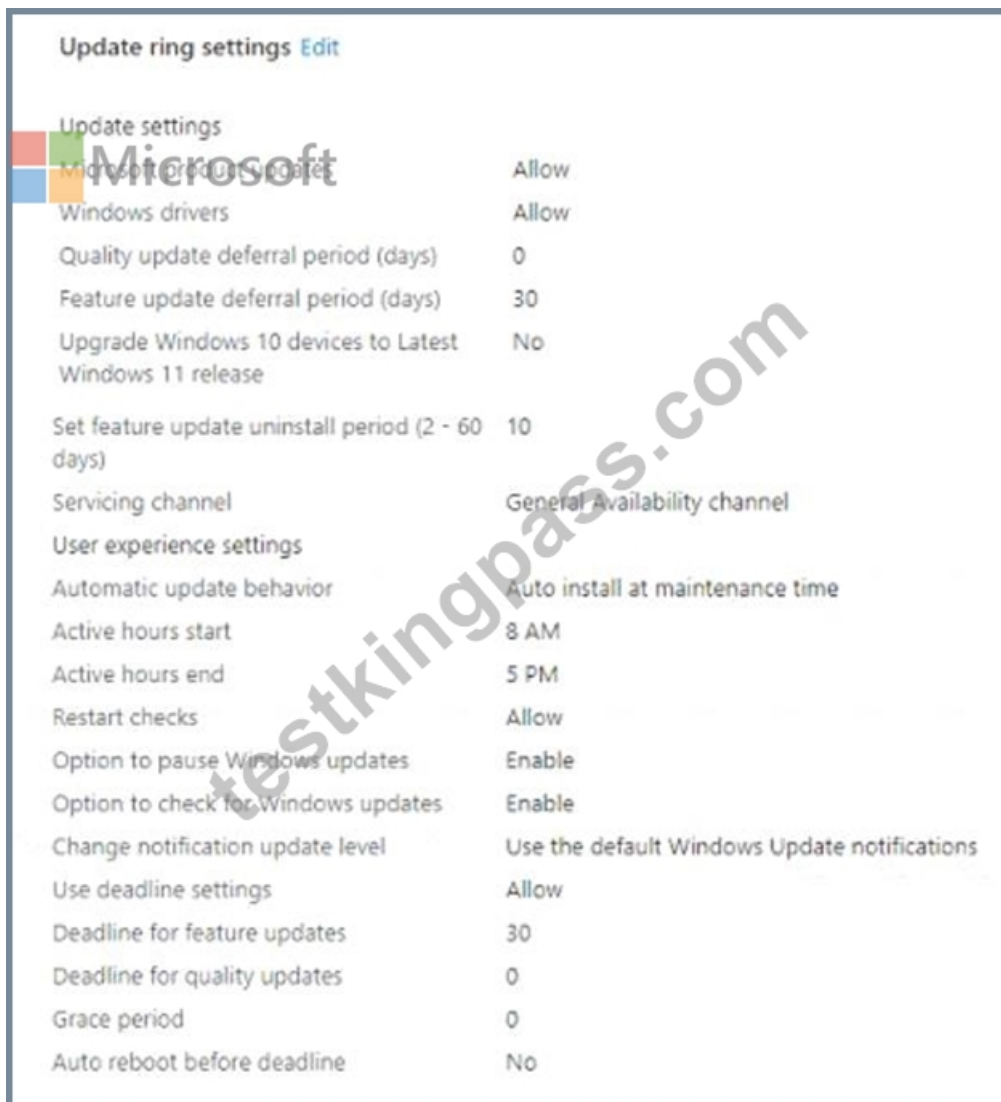 Update ring settings Edit
Update settings
Microsoft
Microsoft product updates Allow
Windows drivers Allow
Quality update deferral period (days) 0
Feature update deferral period (days) 30
Upgrade Windows 10 devices to Latest No
Windows 11 release
Set feature update uninstall period (2 - 60 10
days)
Servicing channel General Availability channel
User experience settings
Automatic update behavior Auto install at maintenance time
Active hours start 8 AM
Active hours end 5 PM
Restart checks Allow
Option to pause Windows updates Enable
Option to check for Windows updates Enable
Change notification update level Use the default Windows Update notifications
Use deadline settings Allow
Deadline for feature updates 30
Deadline for quality updates 0
Grace period 0
Auto reboot before deadline No
testkingpass.com